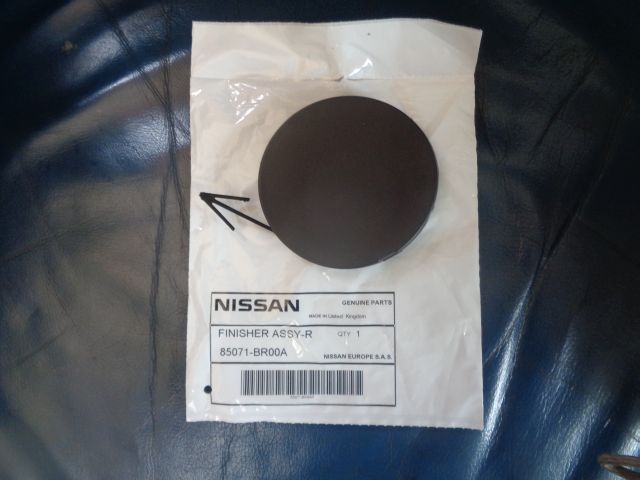 NISSAN GENUINE PARTS
MADE IN United Kingdom
FINISHER ASSY-R QTY 1
85071-BR00A NISSAN EUROPE S.A.S.